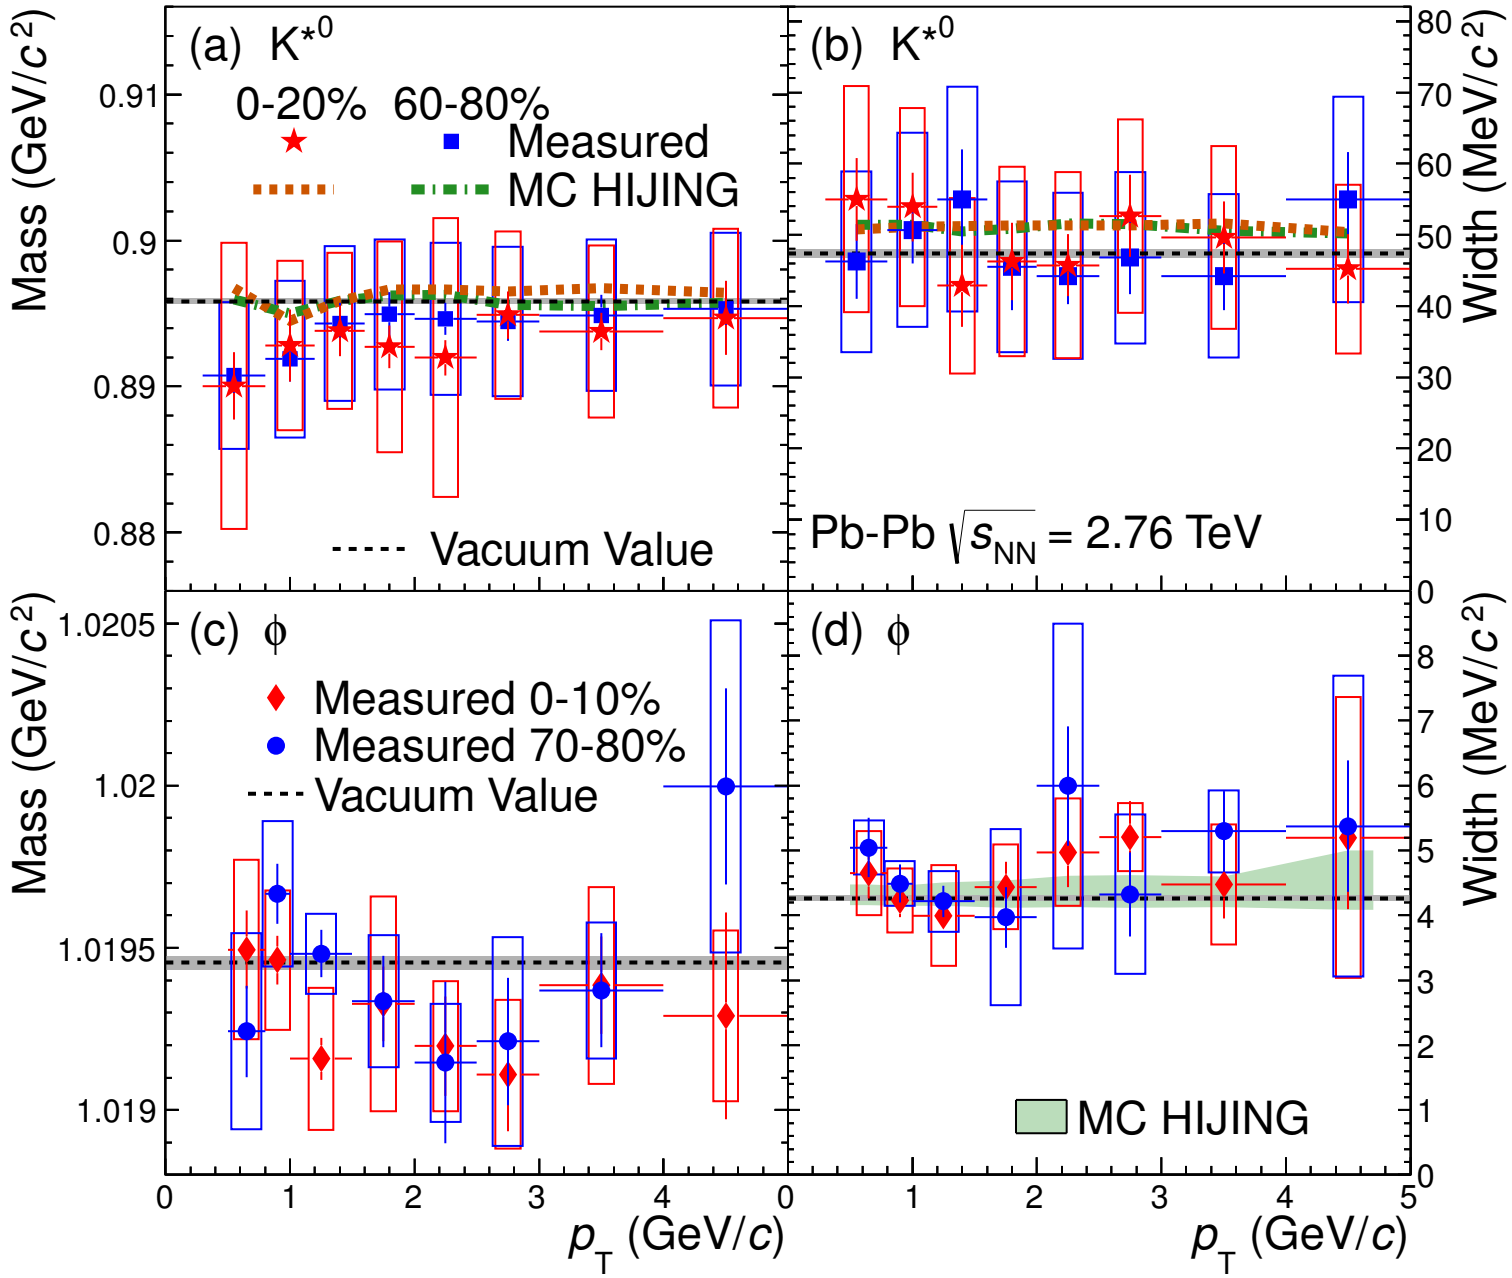 (a) K*0
0-20% 60-80%
Measured
MC HIJING
Vacuum Value
Mass (GeV/c2)
0.91
0.9
0.89
0.88
(b) K*0
Pb-Pb √sNN = 2.76 TeV
Width (MeV/c2)
80
70
60
50
40
30
20
10
0
(c) ϕ
Measured 0-10%
Measured 70-80%
Vacuum Value
Mass (GeV/c2)
1.0205
1.02
1.0195
1.019
0 1 2 3 4
pT (GeV/c)
(d) ϕ
MC HIJING
Width (MeV/c2)
8
7
6
5
4
3
2
1
0
0 1 2 3 4 5
pT (GeV/c)